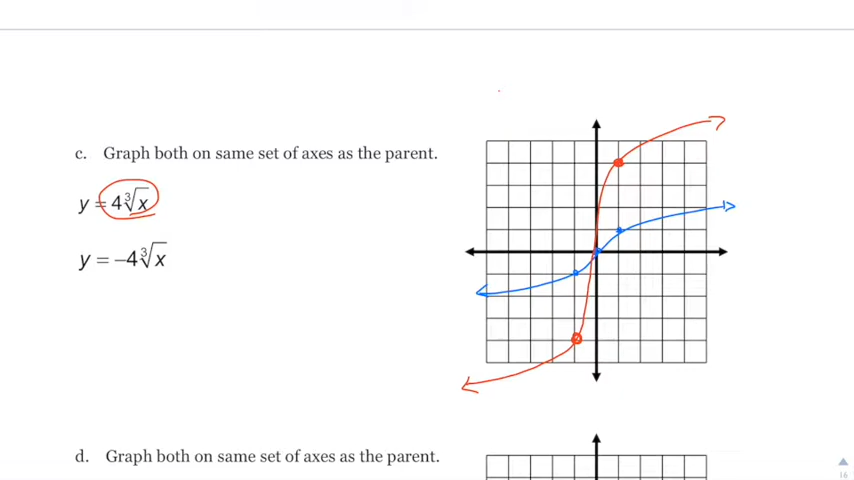 c. Graph both on same set of axes as the parent.
y = 4∛x
y = −4∛x
d. Graph both on same set of axes as the parent.
16